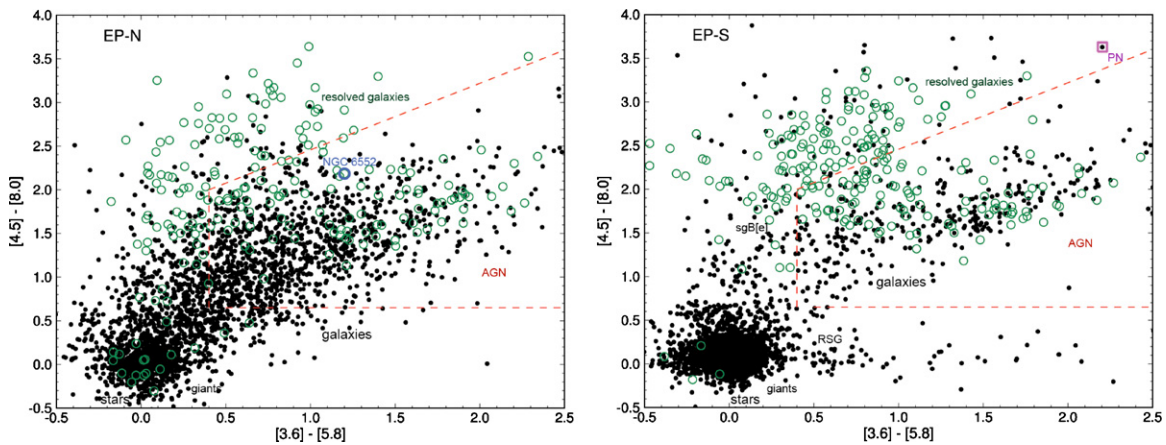 EP-N
4.0
3.5
3.0
2.5
2.0
1.5
1.0
0.5
0.0
-0.5
[4.5] - [8.0]
resolved galaxies
NGC 6552
AGN
galaxies
giants
stars
-0.5 0.0 0.5 1.0 1.5 2.0 2.5
[3.6] - [5.8]
EP-S
4.0
3.5
3.0
2.5
2.0
1.5
1.0
0.5
0.0
-0.5
[4.5] - [8.0]
PN
resolved galaxies
sgB[e]
AGN
galaxies
RSG
giants
stars
-0.5 0.0 0.5 1.0 1.5 2.0 2.5
[3.6] - [5.8]